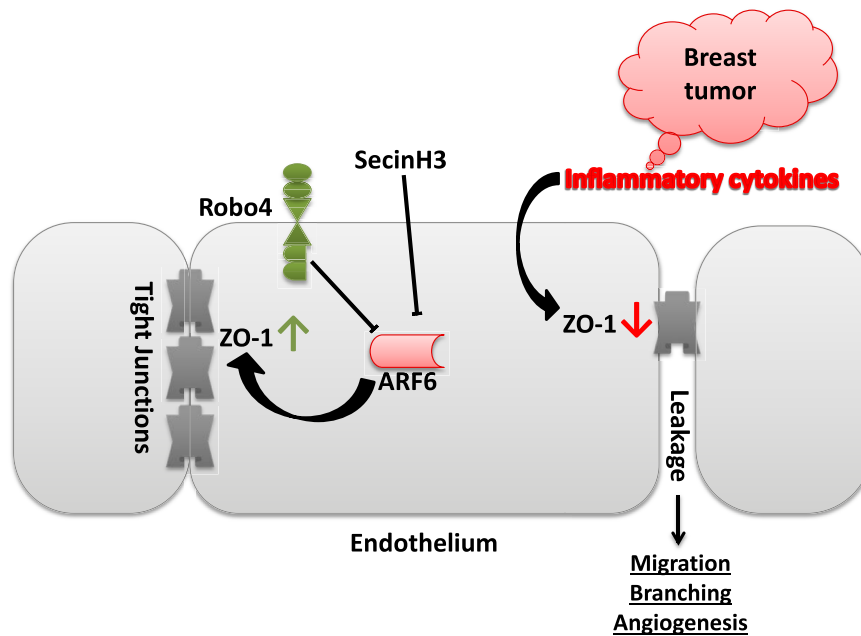 Breast
tumor
Inflammatory cytokines
SecinH3
Robo4
Tight Junctions
ZO-1
ARF6
ZO-1
Leakage
Endothelium
Migration
Branching
Angiogenesis